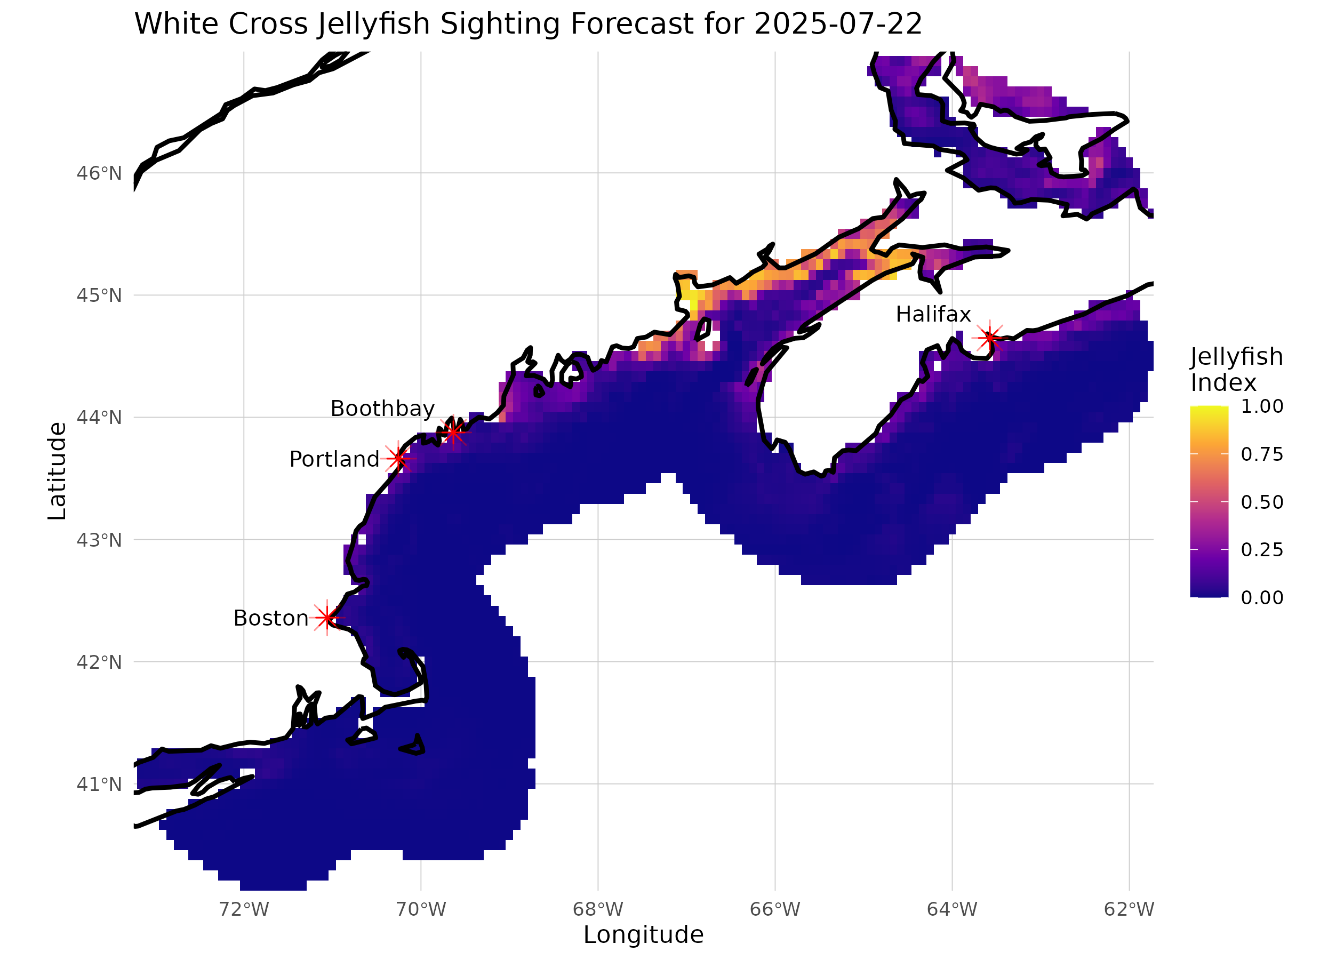 White Cross Jellyfish Sighting Forecast for 2025-07-22
46°N
45°N
44°N
43°N
42°N
41°N
Latitude
Halifax
Boothbay
Portland
Boston
72°W
70°W
68°W
66°W
64°W
62°W
Longitude
Jellyfish
Index
1.00
0.75
0.50
0.25
0.00